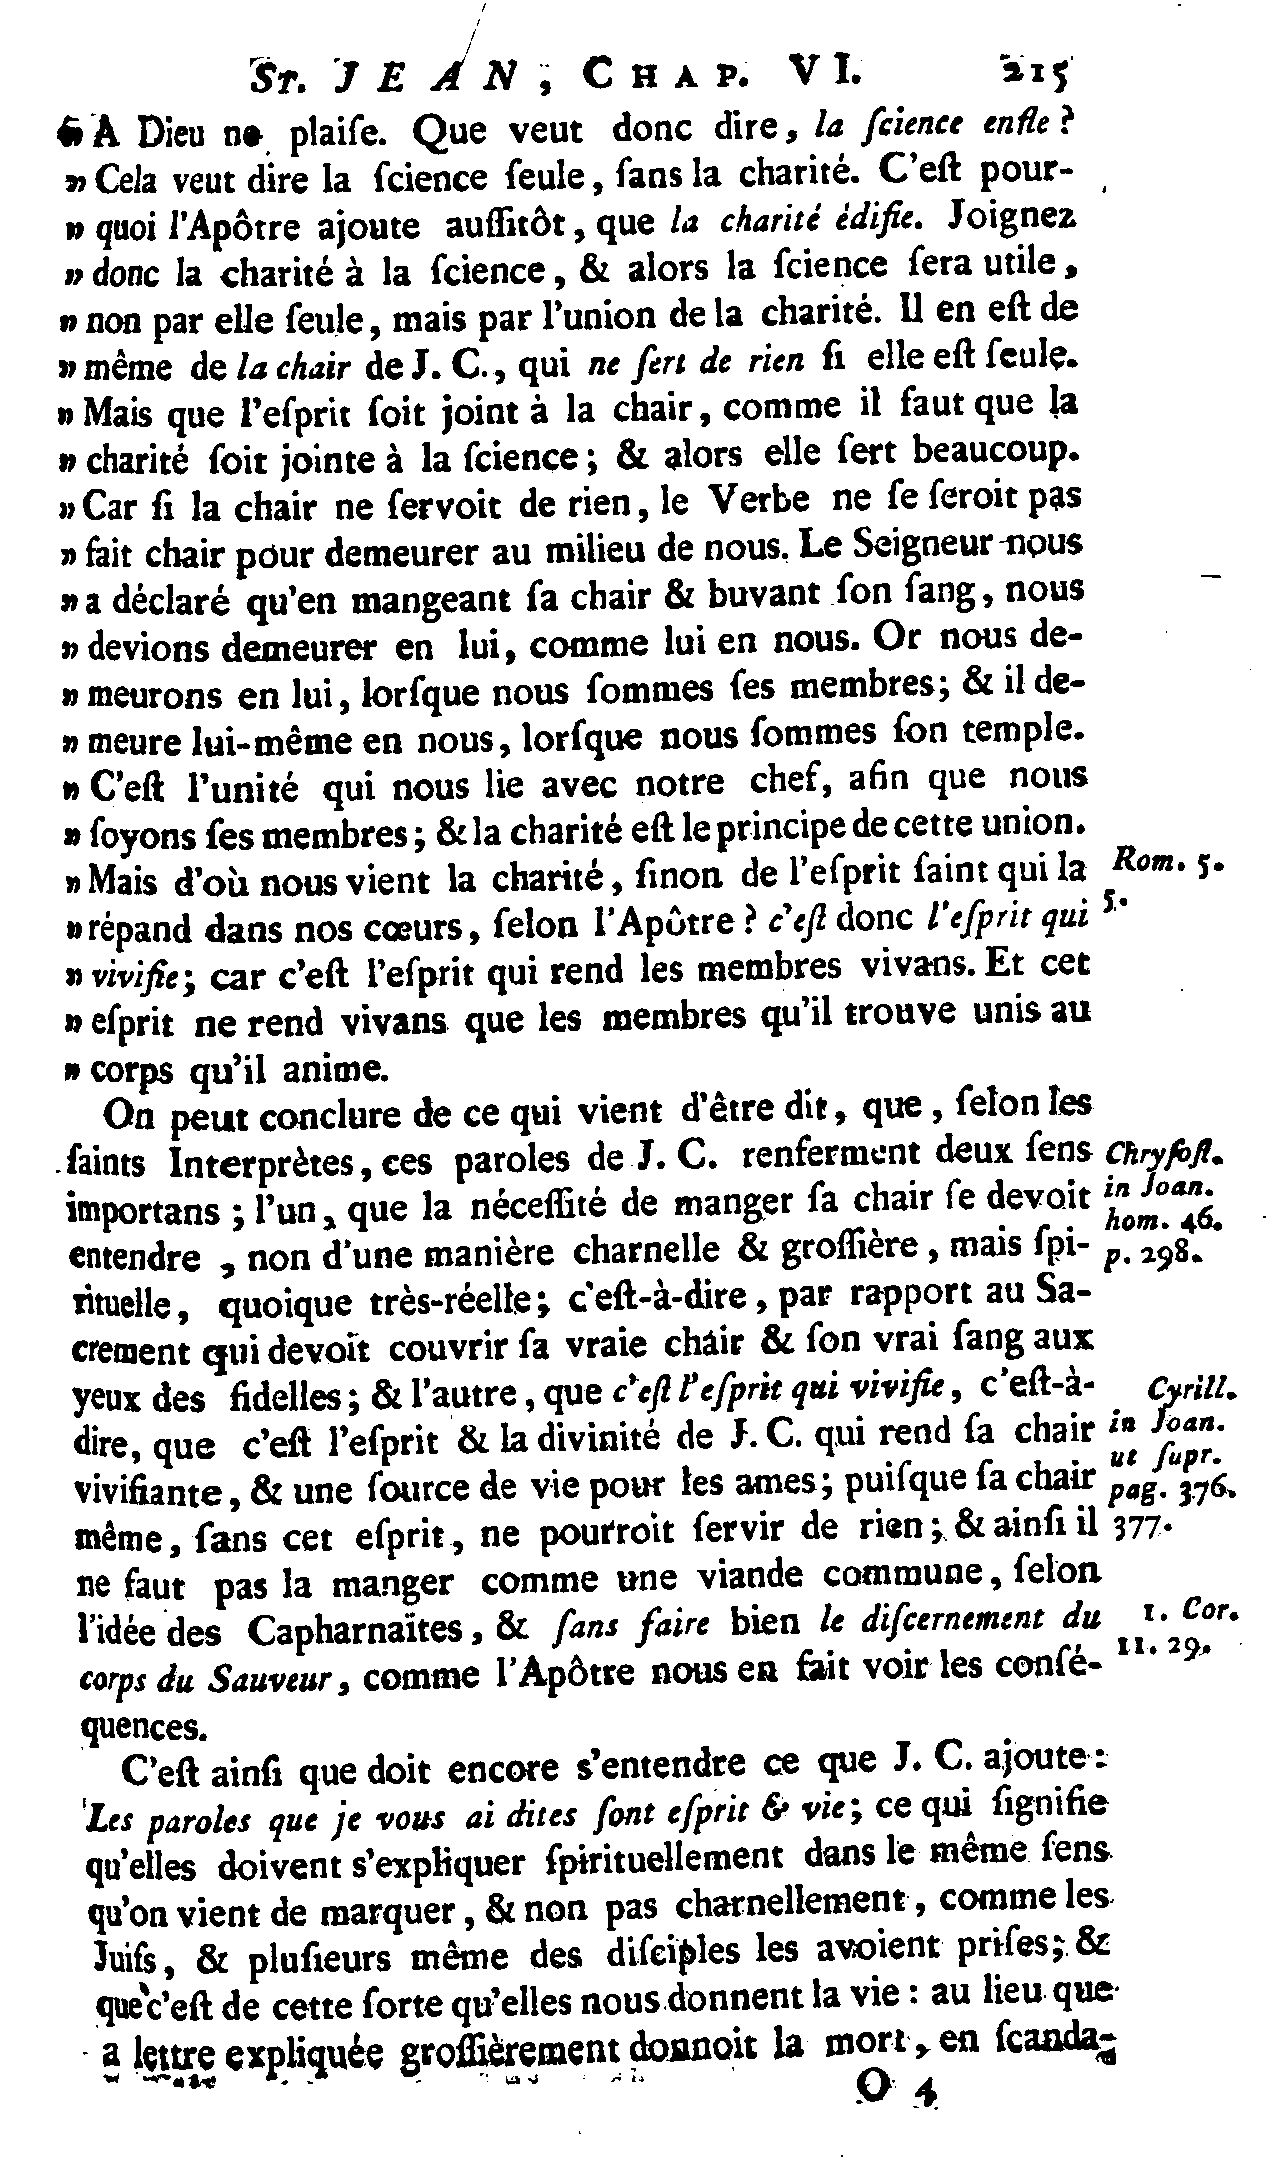 St. JEAN, CHAP. VI. 215
A Dieu ne plaiſe. Que veut donc dire, la ſcience enfle?
„ Cela veut dire la ſcience ſeule, ſans la charité. C'eſt pour-
„ quoi l'Apôtre ajoute auſſitôt, que la charité édifie. Joignez
„ donc la charité à la ſcience, & alors la ſcience ſera utile,
„ non par elle ſeule, mais par l'union de la charité. Il en eſt de
„ même de la chair de J. C., qui ne ſert de rien ſi elle eſt ſeule.
„ Mais que l'eſprit ſoit joint à la chair, comme il faut que la
„ charité ſoit jointe à la ſcience; & alors elle ſert beaucoup.
„ Car ſi la chair ne ſervoit de rien, le Verbe ne ſe ſeroit pas
„ fait chair pour demeurer au milieu de nous. Le Seigneur nous
„ a déclaré qu'en mangeant ſa chair & buvant ſon ſang, nous
„ devions demeurer en lui, comme lui en nous. Or nous de-
„ meurons en lui, lorſque nous ſommes ſes membres; & il de-
„ meure lui-même en nous, lorſque nous ſommes ſon temple.
„ C'eſt l'unité qui nous lie avec notre chef, afin que nous
„ ſoyons ſes membres; & la charité eſt le principe de cette union.
„ Mais d'où nous vient la charité, ſinon de l'eſprit ſaint qui la
„ répand dans nos cœurs, ſelon l'Apôtre? c'eſt donc l'eſprit qui
„ vivifie; car c'eſt l'eſprit qui rend les membres vivans. Et cet
„ eſprit ne rend vivans que les membres qu'il trouve unis au
„ corps qu'il anime.
Rom. 5.
5.
On peut conclure de ce qui vient d'être dit, que, ſelon les
ſaints Interprètes, ces paroles de J. C. renferment deux ſens
importans; l'un, que la néceſſité de manger ſa chair ſe devoit
entendre, non d'une manière charnelle & groſſière, mais ſpi-
rituelle, quoique très-réelle; c'eſt-à-dire, par rapport au Sa-
crement qui devoit couvrir ſa vraie chair & ſon vrai ſang aux
yeux des fidelles; & l'autre, que c'eſt l'eſprit qui vivifie, c'eſt-à-
dire, que c'eſt l'eſprit & la divinité de J. C. qui rend ſa chair
vivifiante, & une ſource de vie pour les ames; puiſque ſa chair
même, ſans cet eſprit, ne pourroit ſervir de rien; & ainſi il
ne faut pas la manger comme une viande commune, ſelon
l'idée des Capharnaïtes, & ſans faire bien le diſcernement du
corps du Sauveur, comme l'Apôtre nous en fait voir les conſé-
quences.
Chryſoſt.
in Joan.
hom. 46.
p. 298.
Cyrill.
in Joan.
ut ſupr.
pag. 376.
377.
1. Cor.
11. 29.
C'eſt ainſi que doit encore s'entendre ce que J. C. ajoute:
Les paroles que je vous ai dites ſont eſprit & vie; ce qui ſignifie
qu'elles doivent s'expliquer ſpirituellement dans le même ſens
qu'on vient de marquer, & non pas charnellement, comme les
Juifs, & pluſieurs même des diſciples les avoient priſes; &
que c'eſt de cette ſorte qu'elles nous donnent la vie: au lieu que
a lettre expliquée groſſièrement donnoit la mort, en ſcanda-
O 4